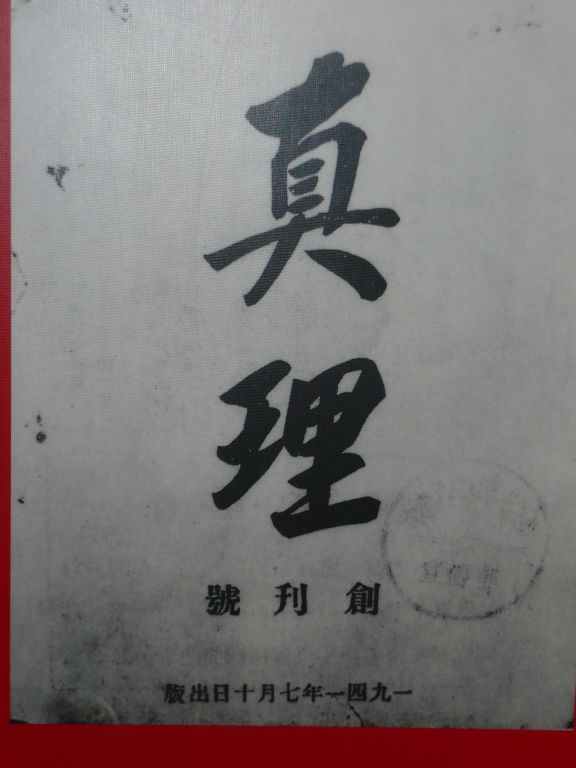 真理
創刊號
一九四一年七月十日出版